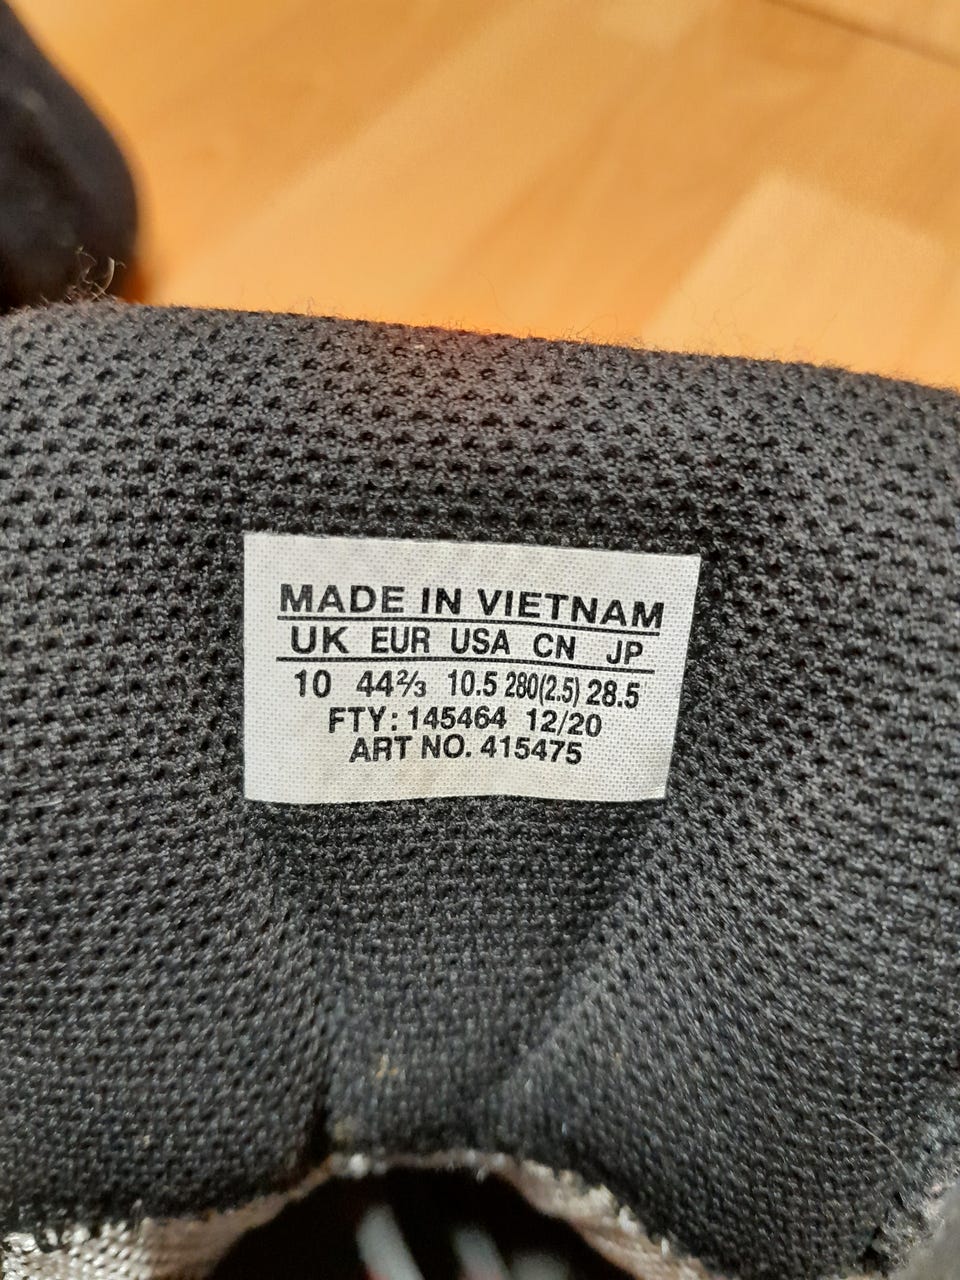 MADE IN VIETNAM
UK EUR USA CN JP
10 44⅔ 10.5 280(2.5) 28.5
FTY: 145464 12/20
ART NO. 415475